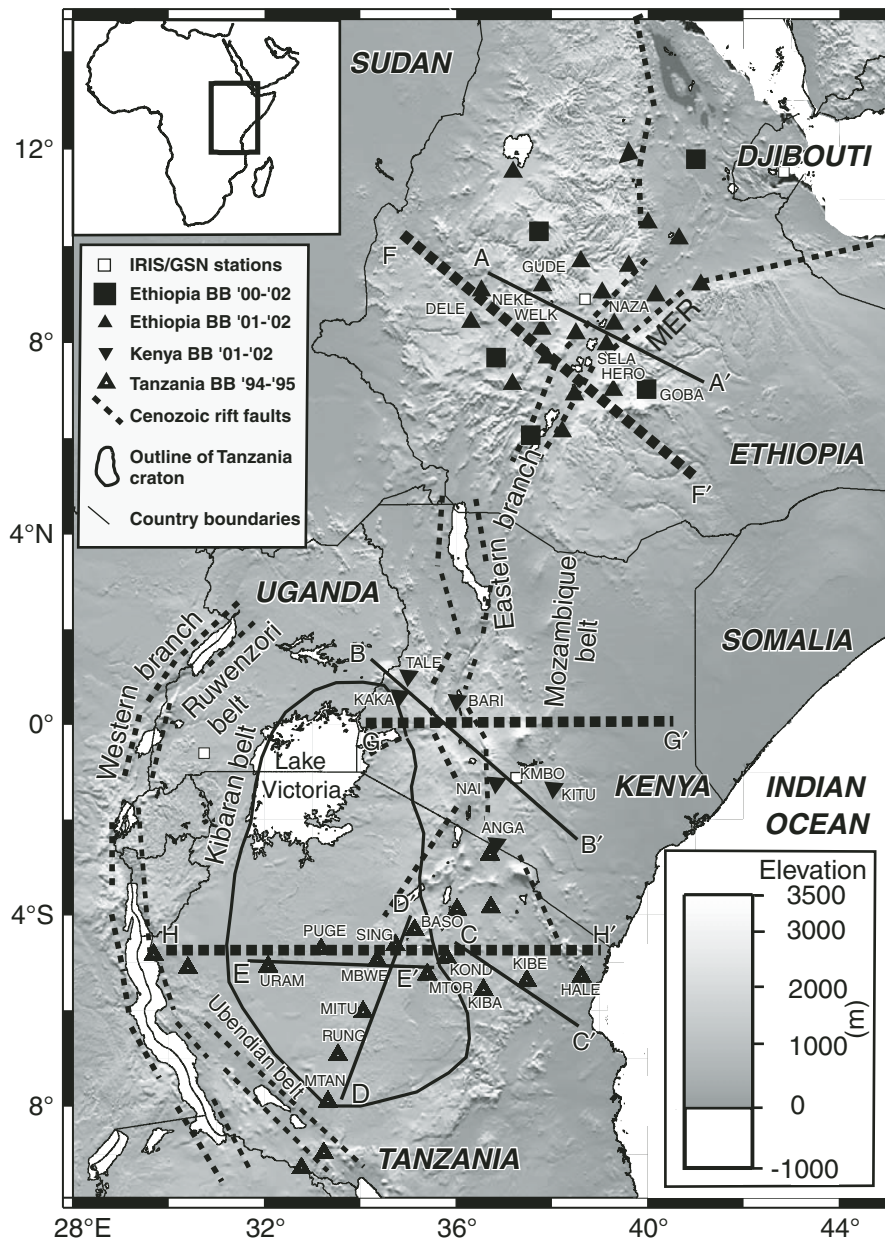 SUDAN
12°
DJIBOUTI
IRIS/GSN stations
Ethiopia BB '00-'02
Ethiopia BB '01-'02
Kenya BB '01-'02
Tanzania BB '94-'95
Cenozoic rift faults
Outline of Tanzania
craton
Country boundaries
F
A
GUDE
DELE
NEKE
WELK
NAZA
MER
8°
SELA
HERO
A′
GOBA
ETHIOPIA
F′
4°N
Eastern branch
UGANDA
Mozambique
belt
SOMALIA
Western branch
Ruwenzori
belt
B
TALE
KAKA
BARI
0°
G
G′
Kibaran belt
Lake
Victoria
NAI
KMBO
KITU
KENYA
INDIAN
OCEAN
ANGA
B′
Elevation
3500
3000
2000
1000
0
-1000
(m)
4°S
D′
BASO
PUGE
SING
C
H
H′
E
URAM
MBWE
E′
KOND
MTOR
KIBA
KIBE
HALE
MITU
C′
RUNG
Ubendian belt
MTAN
D
8°
TANZANIA
28°E
32°
36°
40°
44°